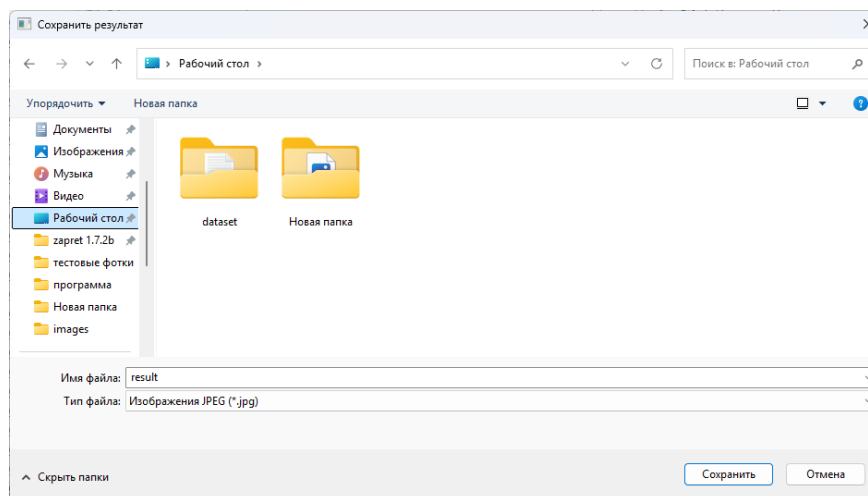 Сохранить результат
Рабочий стол
Поиск в: Рабочий стол
Упорядочить
Новая папка
Документы
Изображения
Музыка
Видео
Рабочий стол
zapret 1.7.2b
тестовые фотки
программа
Новая папка
images
dataset
Новая папка
Имя файла: result
Тип файла: Изображения JPEG (*.jpg)
Скрыть папки
Сохранить
Отмена